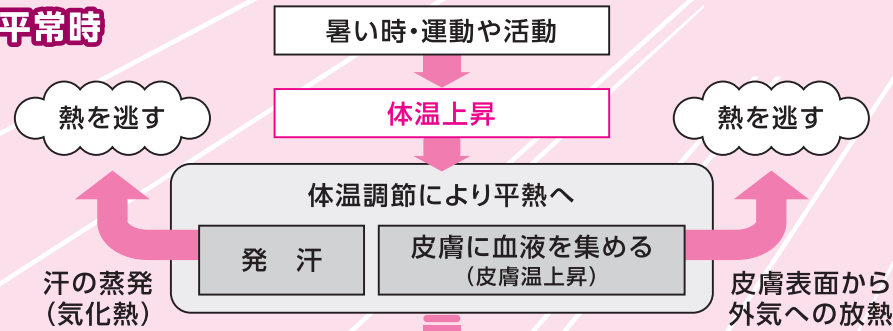 平常時
暑い時・運動や活動
体温上昇
熱を逃す
熱を逃す
体温調節により平熱へ
発 汗
皮膚に血液を集める
(皮膚温上昇)
汗の蒸発
(気化熱)
皮膚表面から
外気への放熱